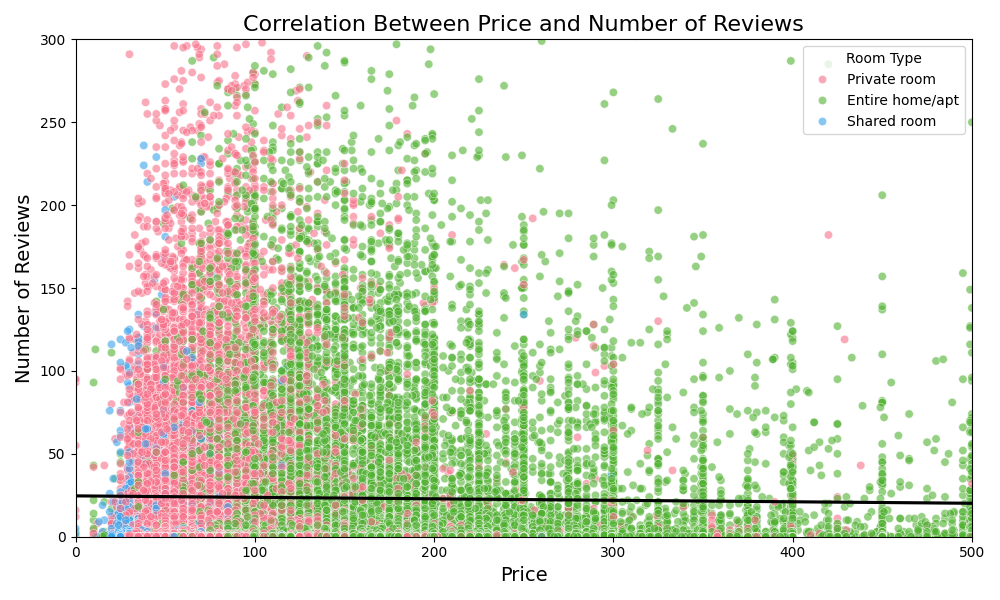 Correlation Between Price and Number of Reviews
Number of Reviews
300
250
200
150
100
50
0
Room Type
Private room
Entire home/apt
Shared room
0 100 200 300 400 500
Price